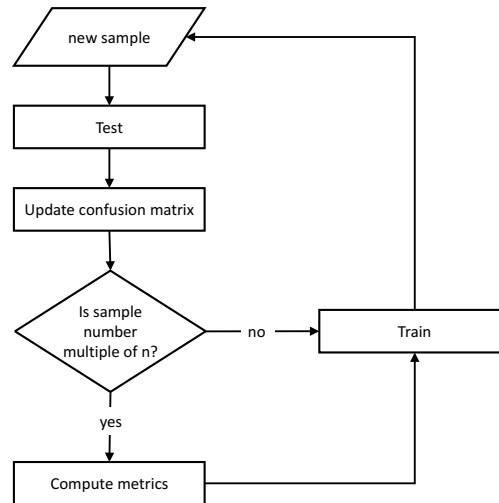 new sample
Test
Update confusion matrix
Is sample
number
multiple of n?
no
Train
yes
Compute metrics